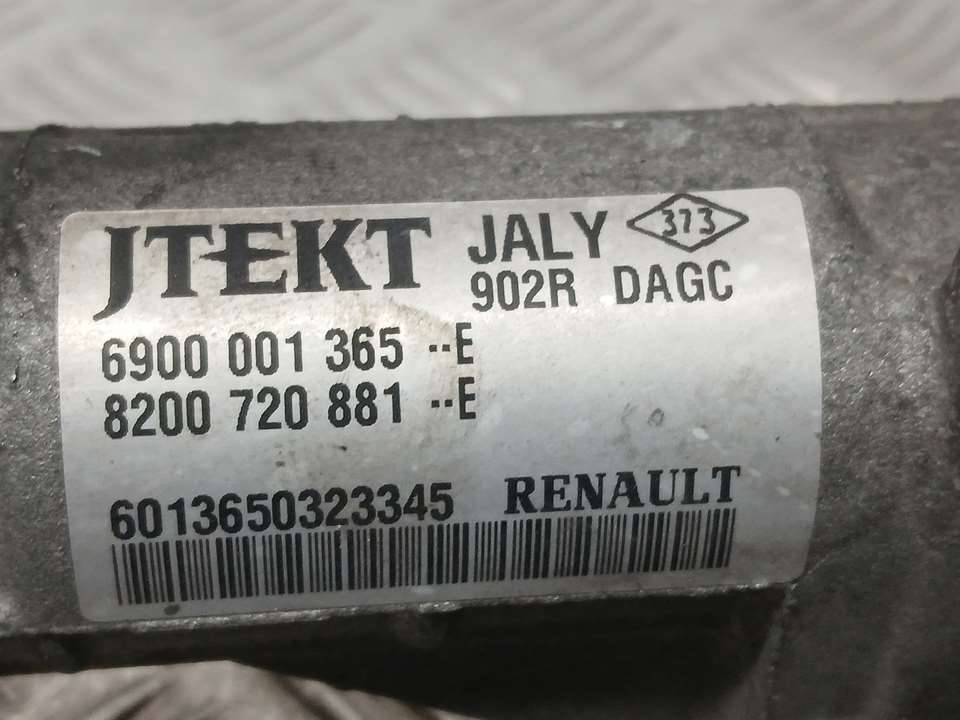 JTEKT JALY 373
902R DAGC
6900 001 365 --E
8200 720 881 --E
6013650323345 RENAULT